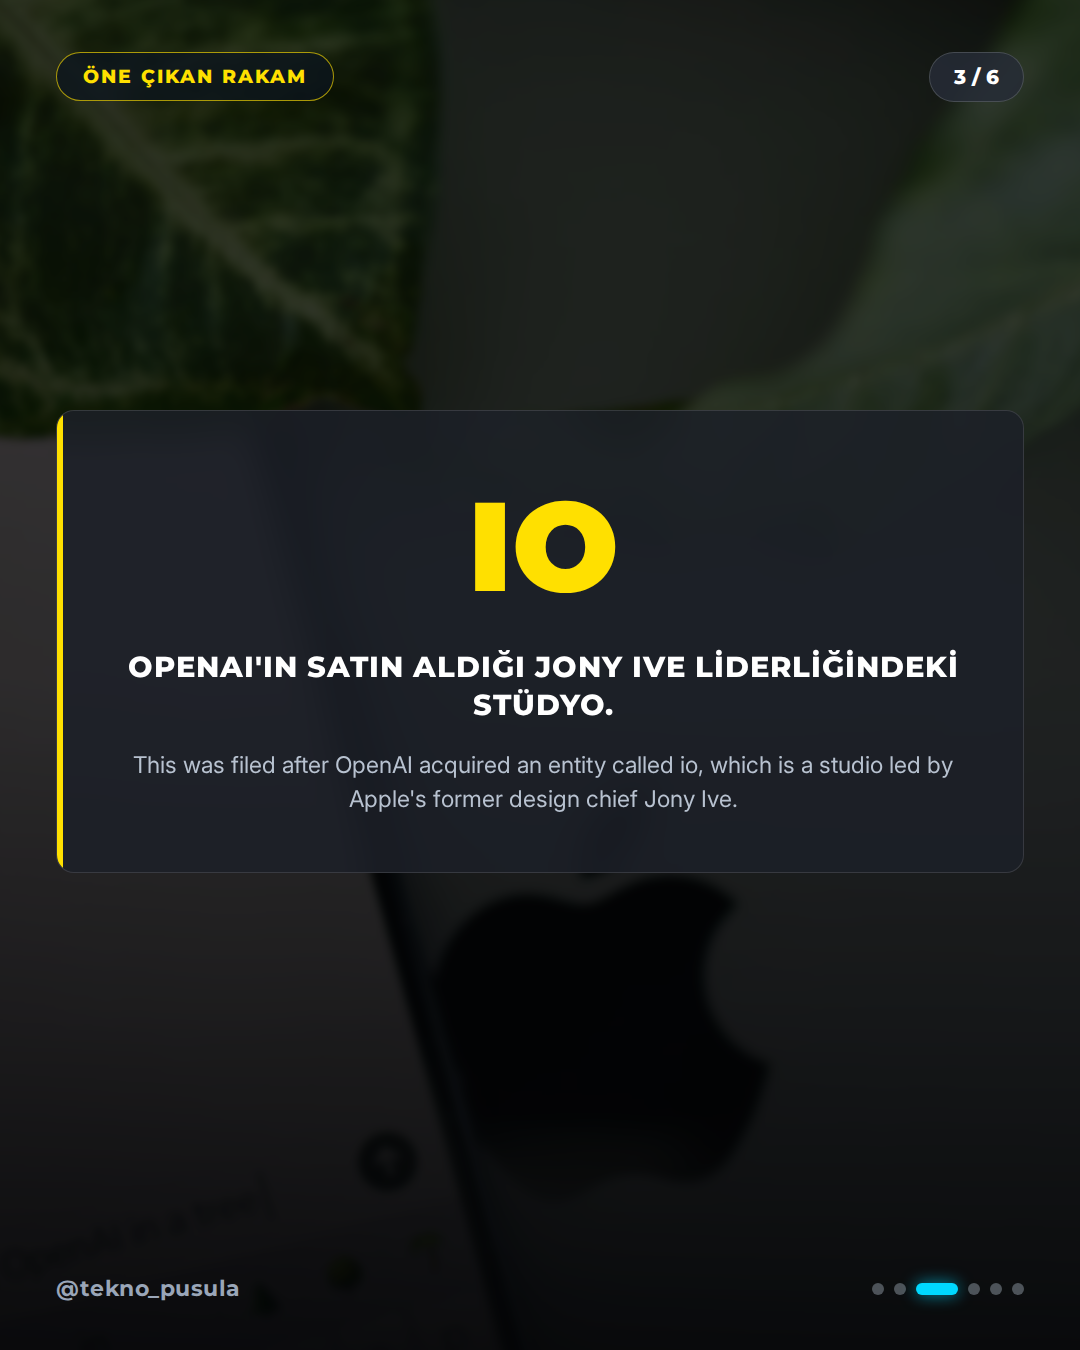 ÖNE ÇIKAN RAKAM
3 / 6
IO
OPENAI'IN SATIN ALDIĞI JONY IVE LİDERLİĞİNDEKİ
STÜDYO.
This was filed after OpenAI acquired an entity called io, which is a studio led by
Apple's former design chief Jony Ive.
@tekno_pusula